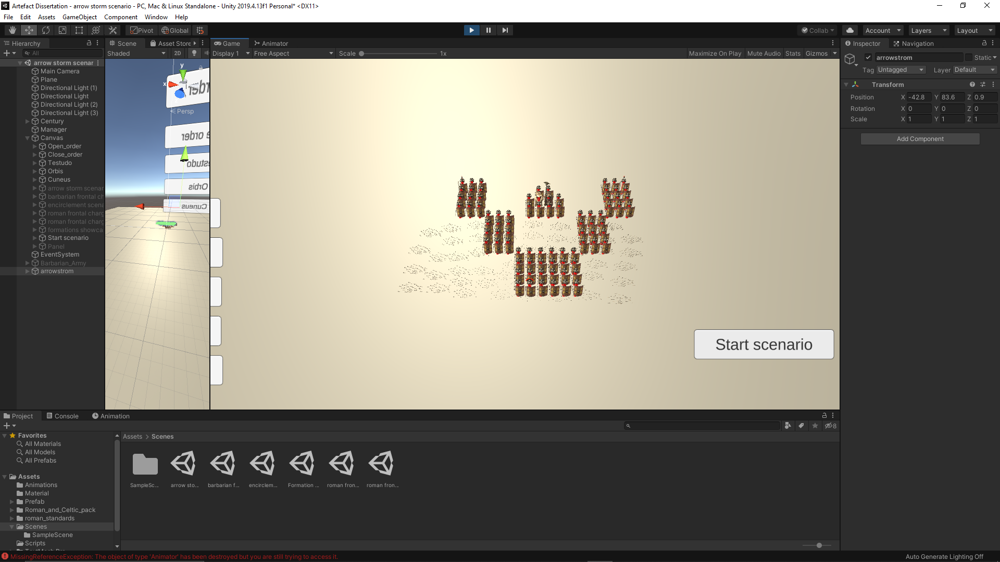 Artefact Dissertation - arrow storm scenario - PC, Mac & Linux Standalone - Unity 2019.4.13f1 Personal* <DX11>
File Edit Assets GameObject Component Window Help
Pivot Global Collab Account Layers Layout
Hierarchy Scene Asset Store Game Animator Inspector Navigation
All Shaded 2D Display 1 Free Aspect Scale 1x Maximize On Play Mute Audio Stats Gizmos
arrow storm scenar
Main Camera
Plane
Directional Light (1)
Directional Light
Directional Light (2)
Directional Light (3)
Century
Manager
Canvas
Open_order
Close_order
Testudo
Orbis
Cuneus
arrow storm scenar
barbarian frontal ch
encirclement scena
roman frontal charg
roman frontal charg
formations showca
Start scenario
Panel
EventSystem
Barbarian_Army
arrowstrom
y
x
rder
Persp
e order
estudo
Orbis
Cuneus
Start scenario
arrowstrom Static
Tag Untagged Layer Default
Transform
Position X -42.8 Y 83.6 Z 0.9
Rotation X 0 Y 0 Z 0
Scale X 1 Y 1 Z 1
Add Component
Project Console Animation
8
Favorites
All Materials
All Models
All Prefabs
Assets
Animations
Material
Prefab
Roman_and_Celtic_pack
roman_standards
Scenes
SampleScene
Scripts
Assets > Scenes
SampleSc... arrow sto... barbarian f... encirclem... Formation ... roman fron... roman fron...
MissingReferenceException: The object of type 'Animator' has been destroyed but you are still trying to access it.
Auto Generate Lighting Off